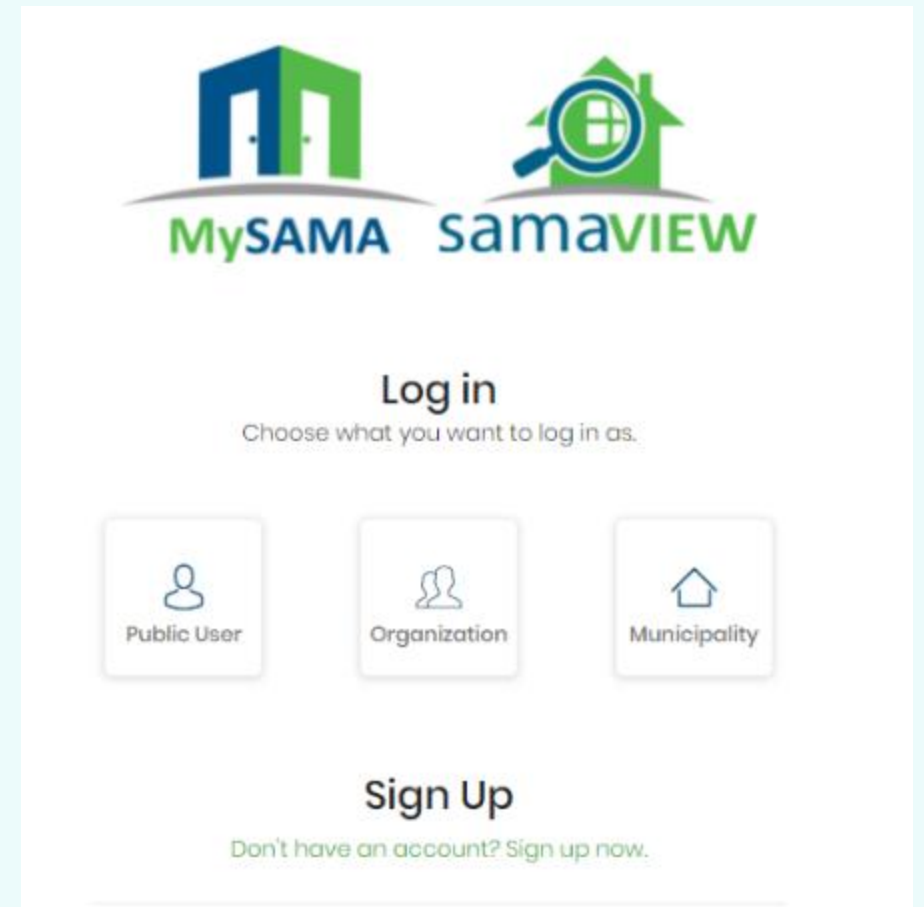 MySAMA samaVIEW
Log in
Choose what you want to log in as.
Public User Organization Municipality
Sign Up
Don't have an account? Sign up now.